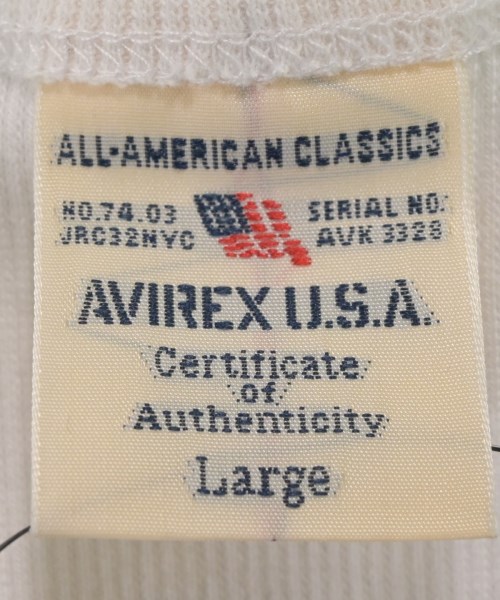 ALL-AMERICAN CLASSICS
NO.74.03
JRC32NYC
SERIAL NO.
AVK 3328
AVIREX U.S.A.
Certificate
of
Authenticity
Large